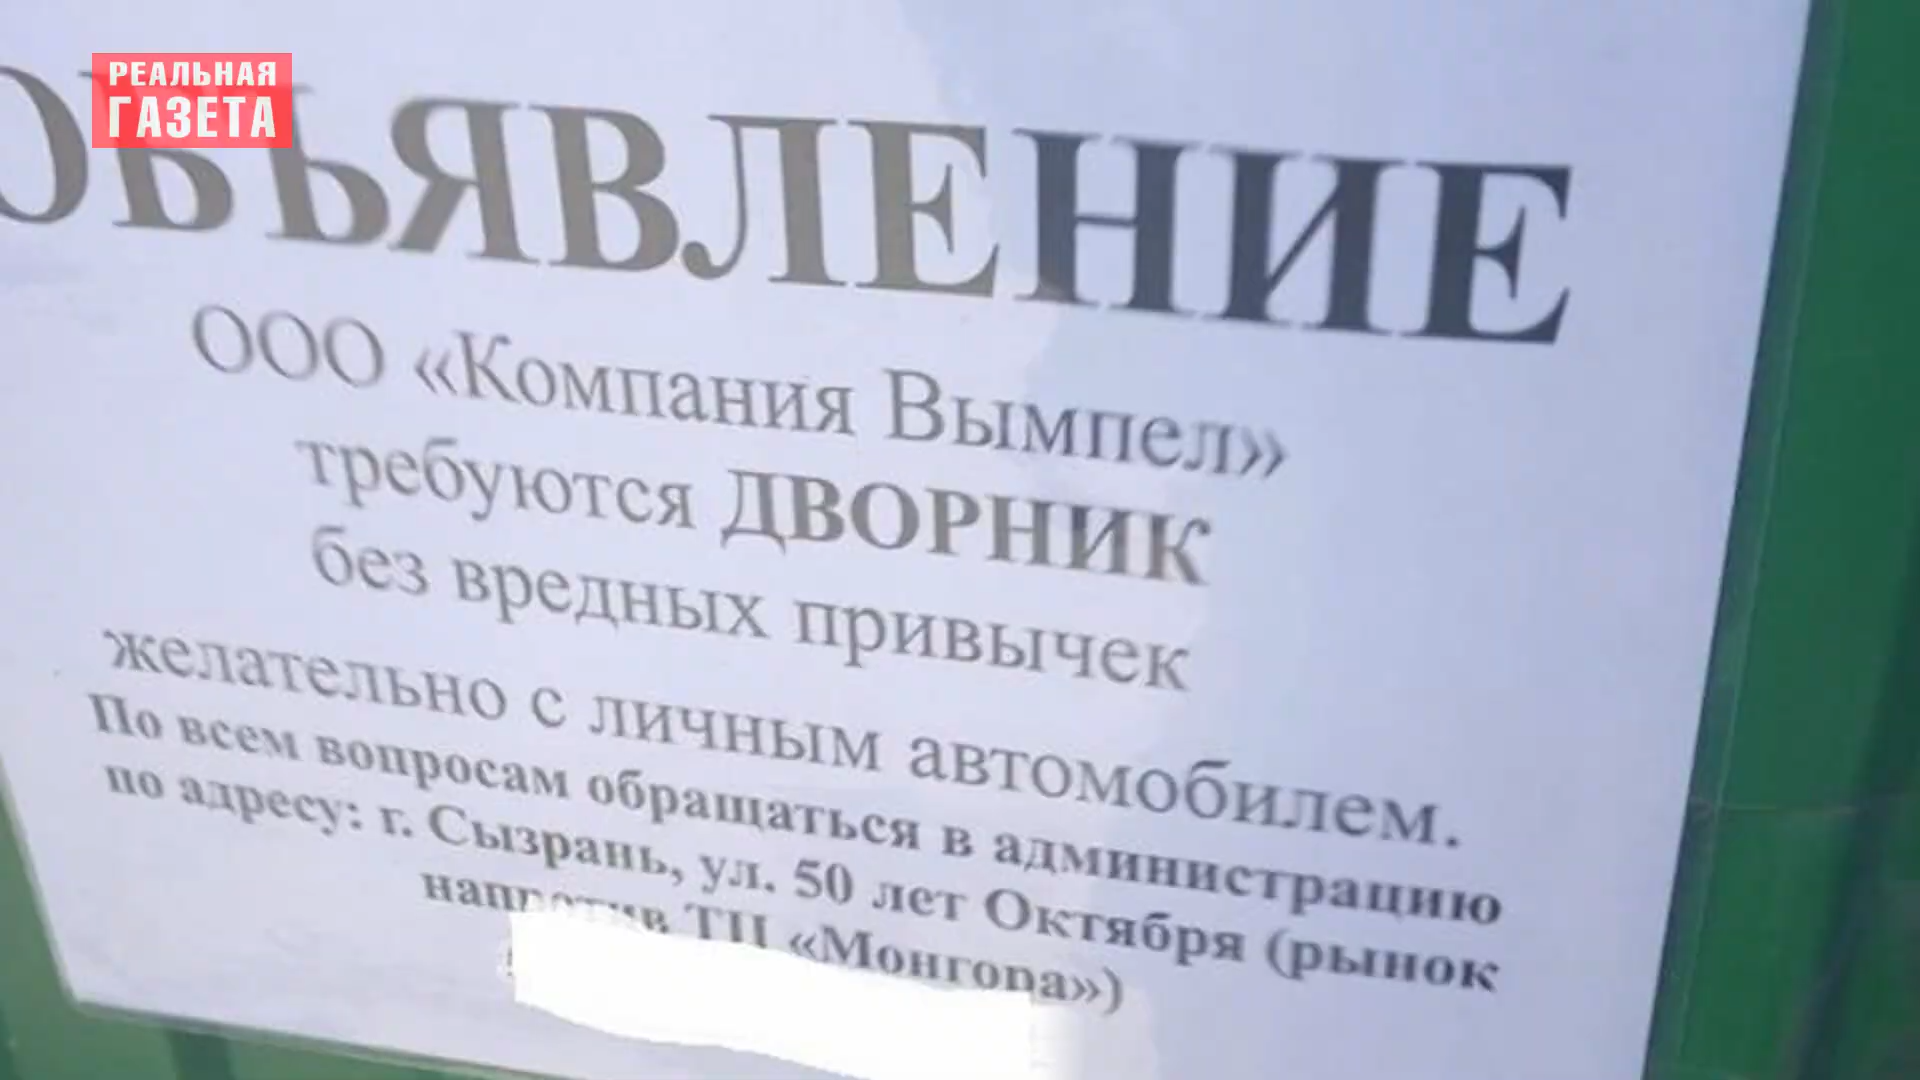 РЕАЛЬНАЯ
ГАЗЕТА
ОБЪЯВЛЕНИЕ
ООО «Компания Вымпел»
требуются ДВОРНИК
без вредных привычек
желательно с личным автомобилем.
По всем вопросам обращаться в администрацию
по адресу: г. Сызрань, ул. 50 лет Октября (рынок
напротив ТЦ «Монгора»)